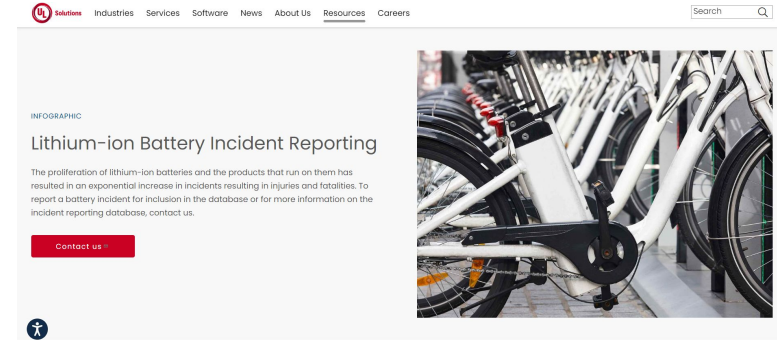 UL Solutions Industries Services Software News About Us Resources Careers Search
INFOGRAPHIC
Lithium-ion Battery Incident Reporting
The proliferation of lithium-ion batteries and the products that run on them has
resulted in an exponential increase in incidents resulting in injuries and fatalities. To
report a battery incident for inclusion in the database or for more information on the
incident reporting database, contact us.
Contact us